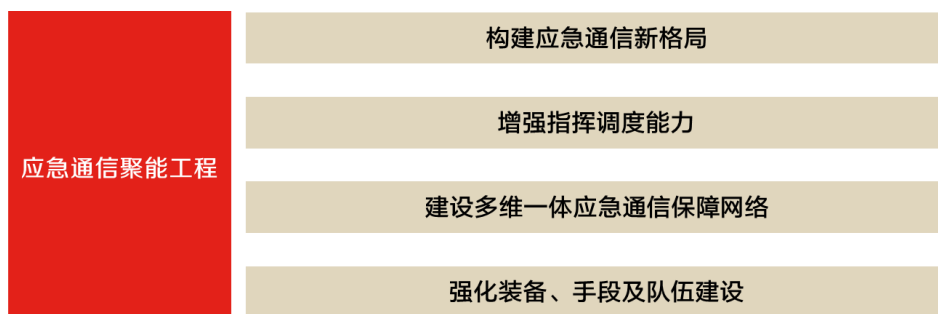 应急通信聚能工程
构建应急通信新格局
增强指挥调度能力
建设多维一体应急通信保障网络
强化装备、手段及队伍建设